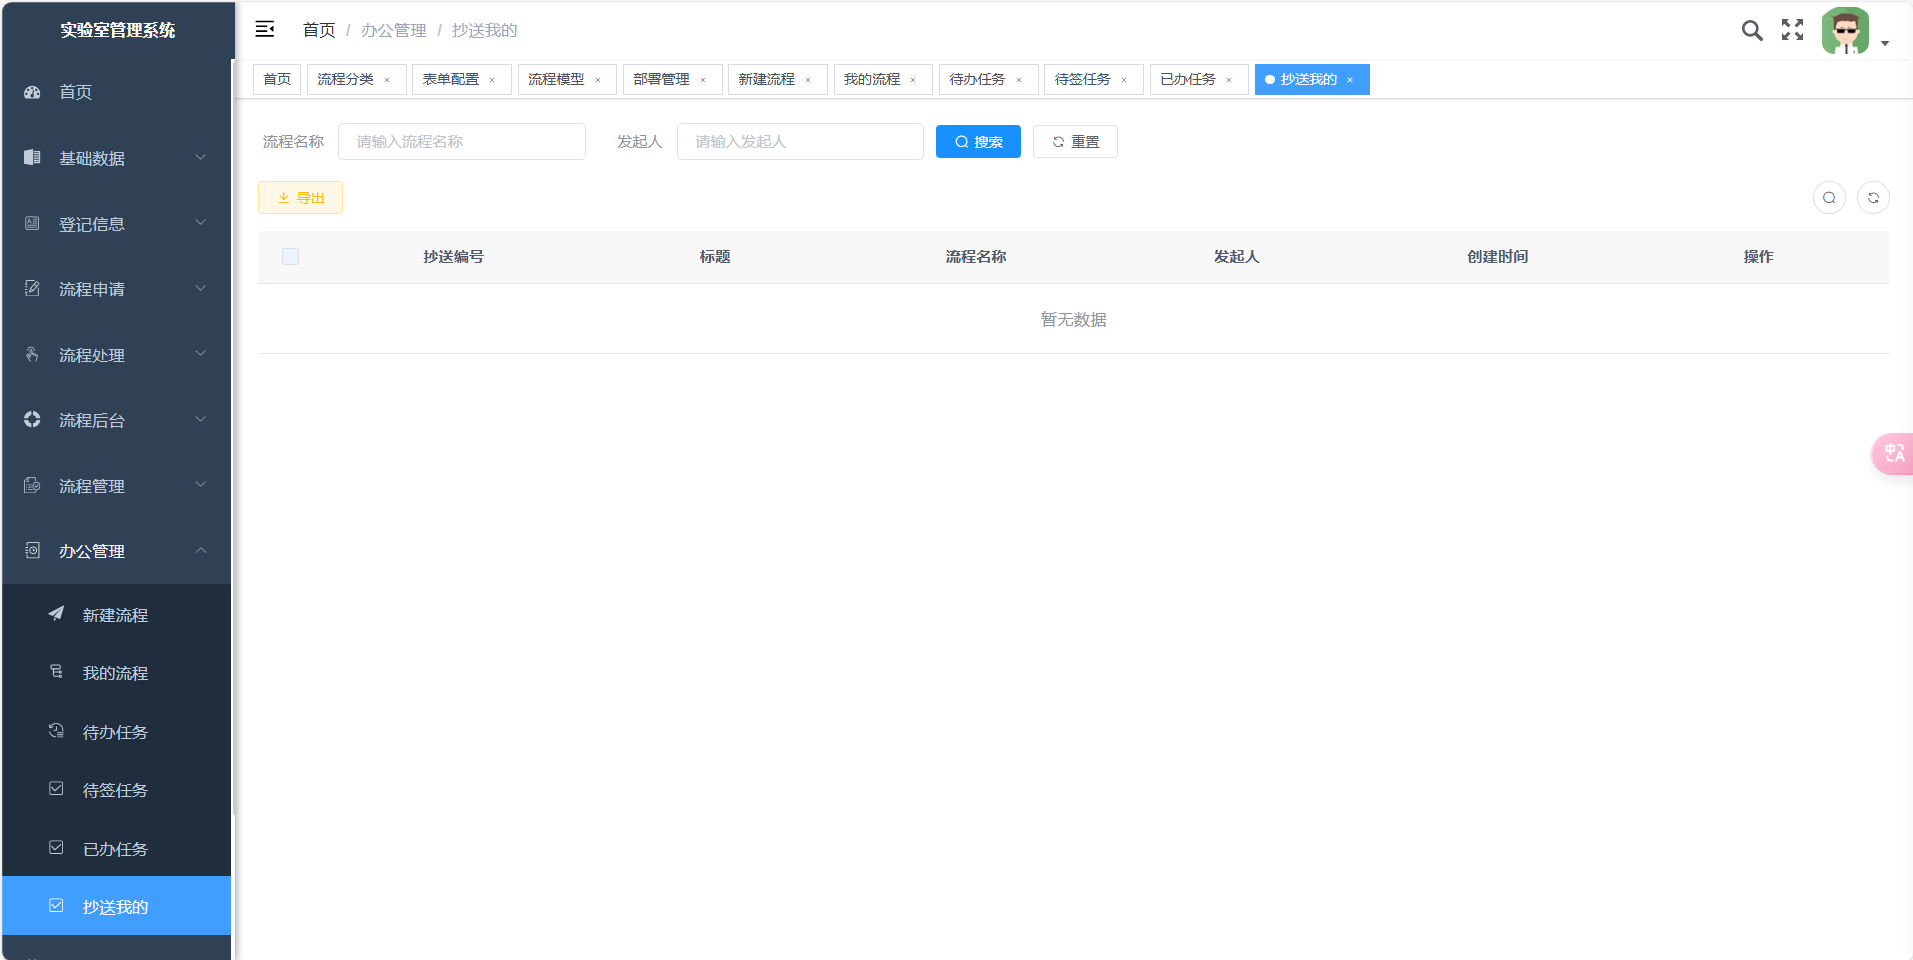 实验室管理系统
首页
基础数据
登记信息
流程申请
流程处理
流程后台
流程管理
办公管理
新建流程
我的流程
待办任务
待签任务
已办任务
抄送我的
首页 / 办公管理 / 抄送我的
首页 流程分类 × 表单配置 × 流程模型 × 部署管理 × 新建流程 × 我的流程 × 待办任务 × 待签任务 × 已办任务 × 抄送我的 ×
流程名称 请输入流程名称 发起人 请输入发起人 搜索 重置
导出
抄送编号 标题 流程名称 发起人 创建时间 操作
暂无数据
中A